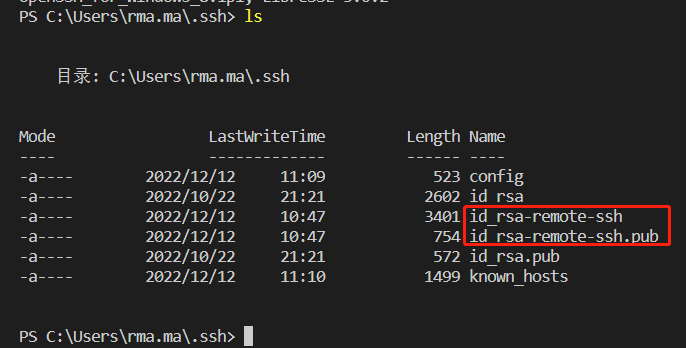 PS C:\Users\rma.ma\.ssh> ls
目录: C:\Users\rma.ma\.ssh
Mode LastWriteTime Length Name
---- ------------- ------ ----
-a---- 2022/12/12 11:09 523 config
-a---- 2022/10/22 21:21 2602 id_rsa
-a---- 2022/12/12 10:47 3401 id_rsa-remote-ssh
-a---- 2022/12/12 10:47 754 id_rsa-remote-ssh.pub
-a---- 2022/10/22 21:21 572 id_rsa.pub
-a---- 2022/12/12 11:10 1499 known_hosts
PS C:\Users\rma.ma\.ssh>